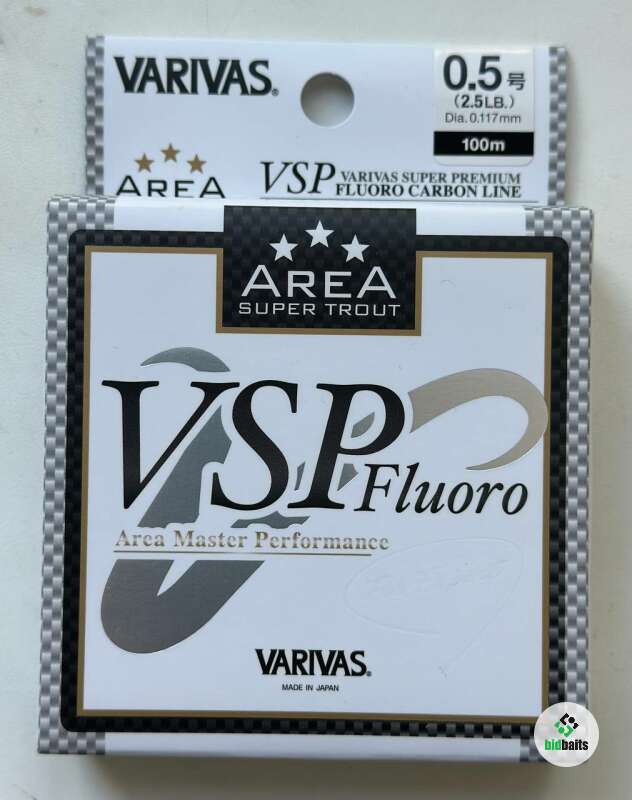 VARIVAS®
0.5号
(2.5LB.)
Dia. 0.117mm
100m
AREA
VSP VARIVAS SUPER PREMIUM
FLUORO CARBON LINE
AREA
SUPER TROUT
VSP Fluoro
Area Master Performance
VARIVAS®
MADE IN JAPAN
bidbaits